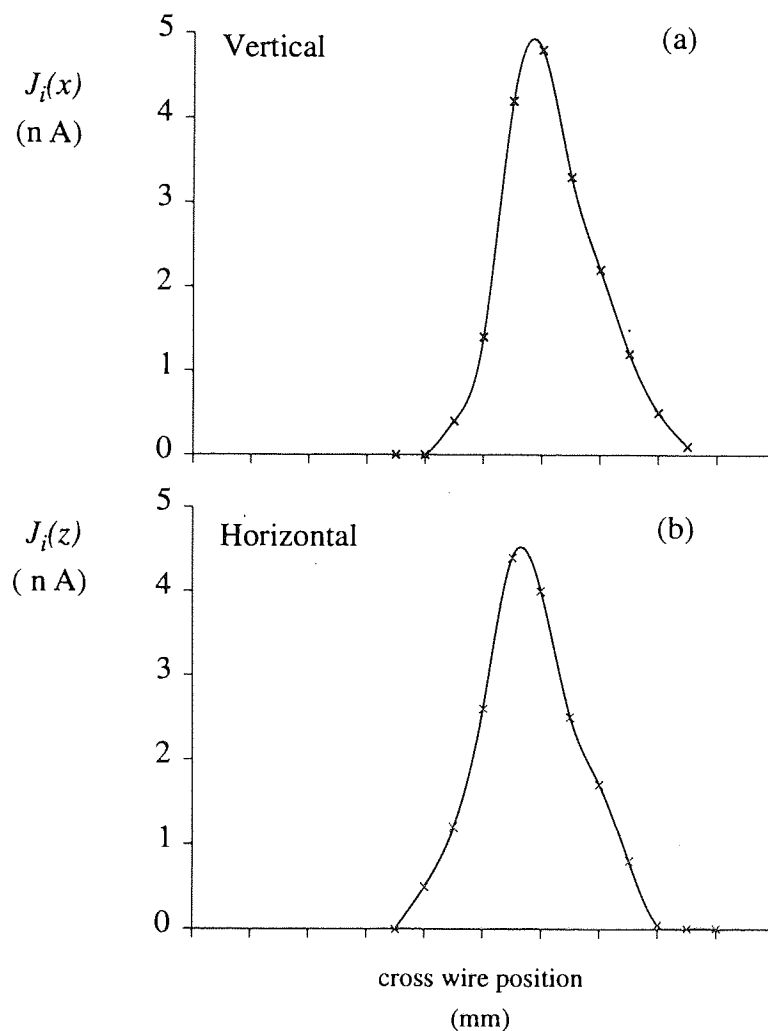 5
Vertical
(a)
J_i(x)
(n A)
4
3
2
1
0
5
Horizontal
(b)
J_i(z)
( n A)
4
3
2
1
0
cross wire position
(mm)